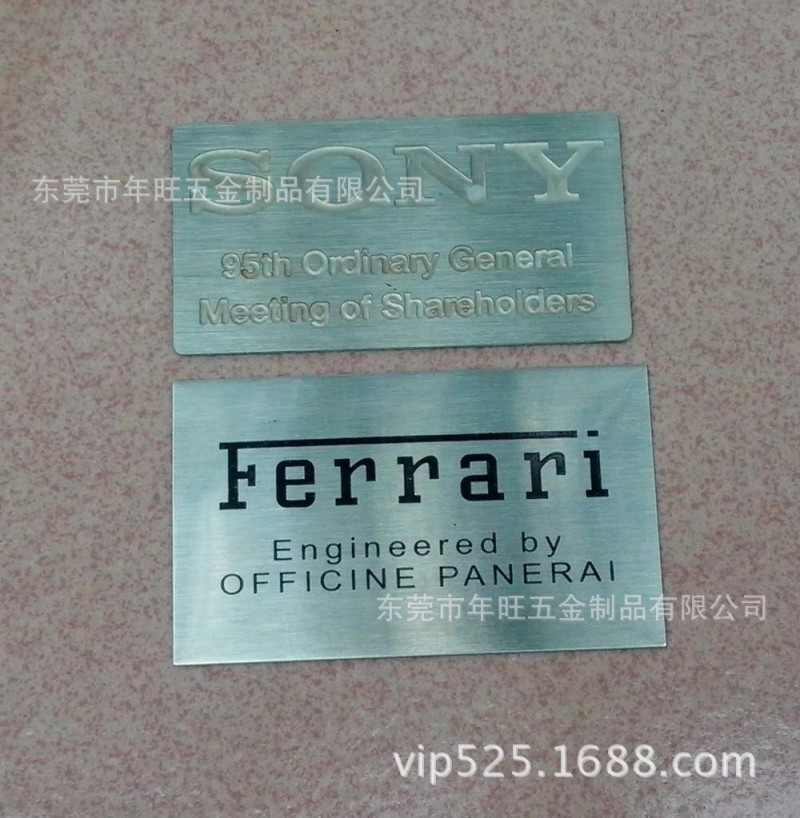 SONY
东莞市年旺五金制品有限公司
95th Ordinary General
Meeting of Shareholders
Ferrari
Engineered by
OFFICINE PANERAI
东莞市年旺五金制品有限公司
vip525.1688.com